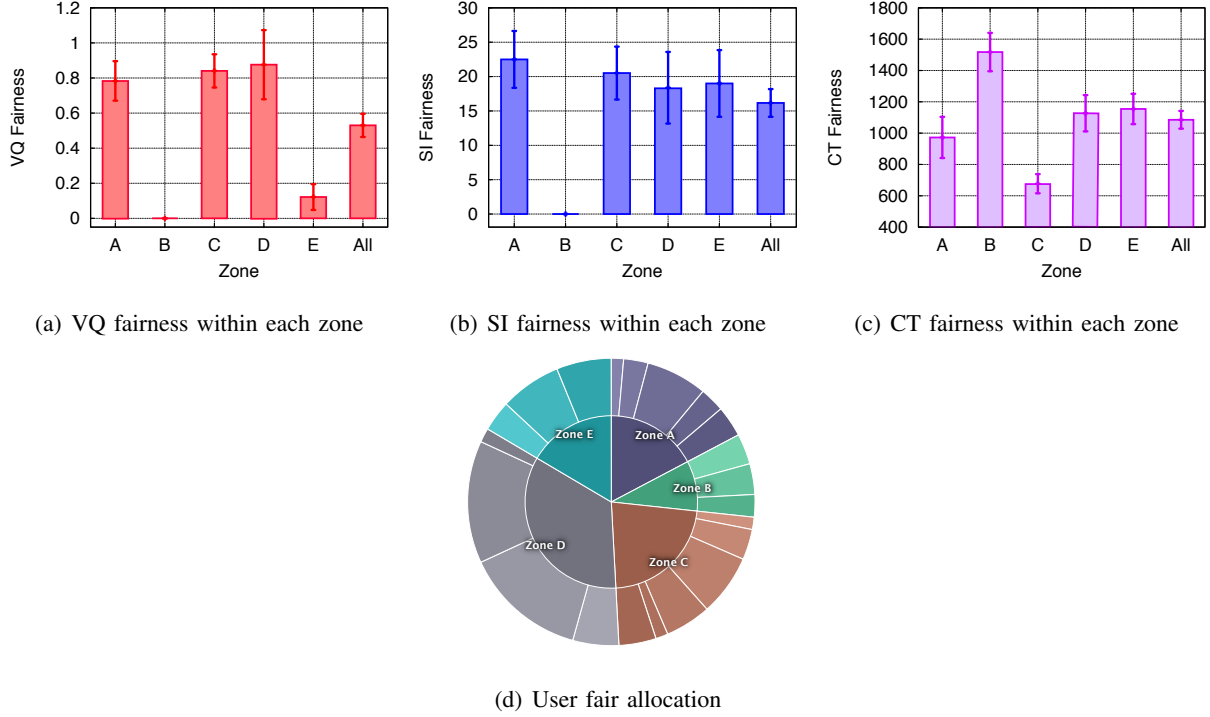 1.2
1
0.8
0.6
0.4
0.2
0
VQ Fairness
A B C D E All
Zone
(a) VQ fairness within each zone
30
25
20
15
10
5
0
SI Fairness
A B C D E All
Zone
(b) SI fairness within each zone
1800
1600
1400
1200
1000
800
600
400
CT Fairness
A B C D E All
Zone
(c) CT fairness within each zone
Zone E
Zone A
Zone B
Zone D
Zone C
(d) User fair allocation